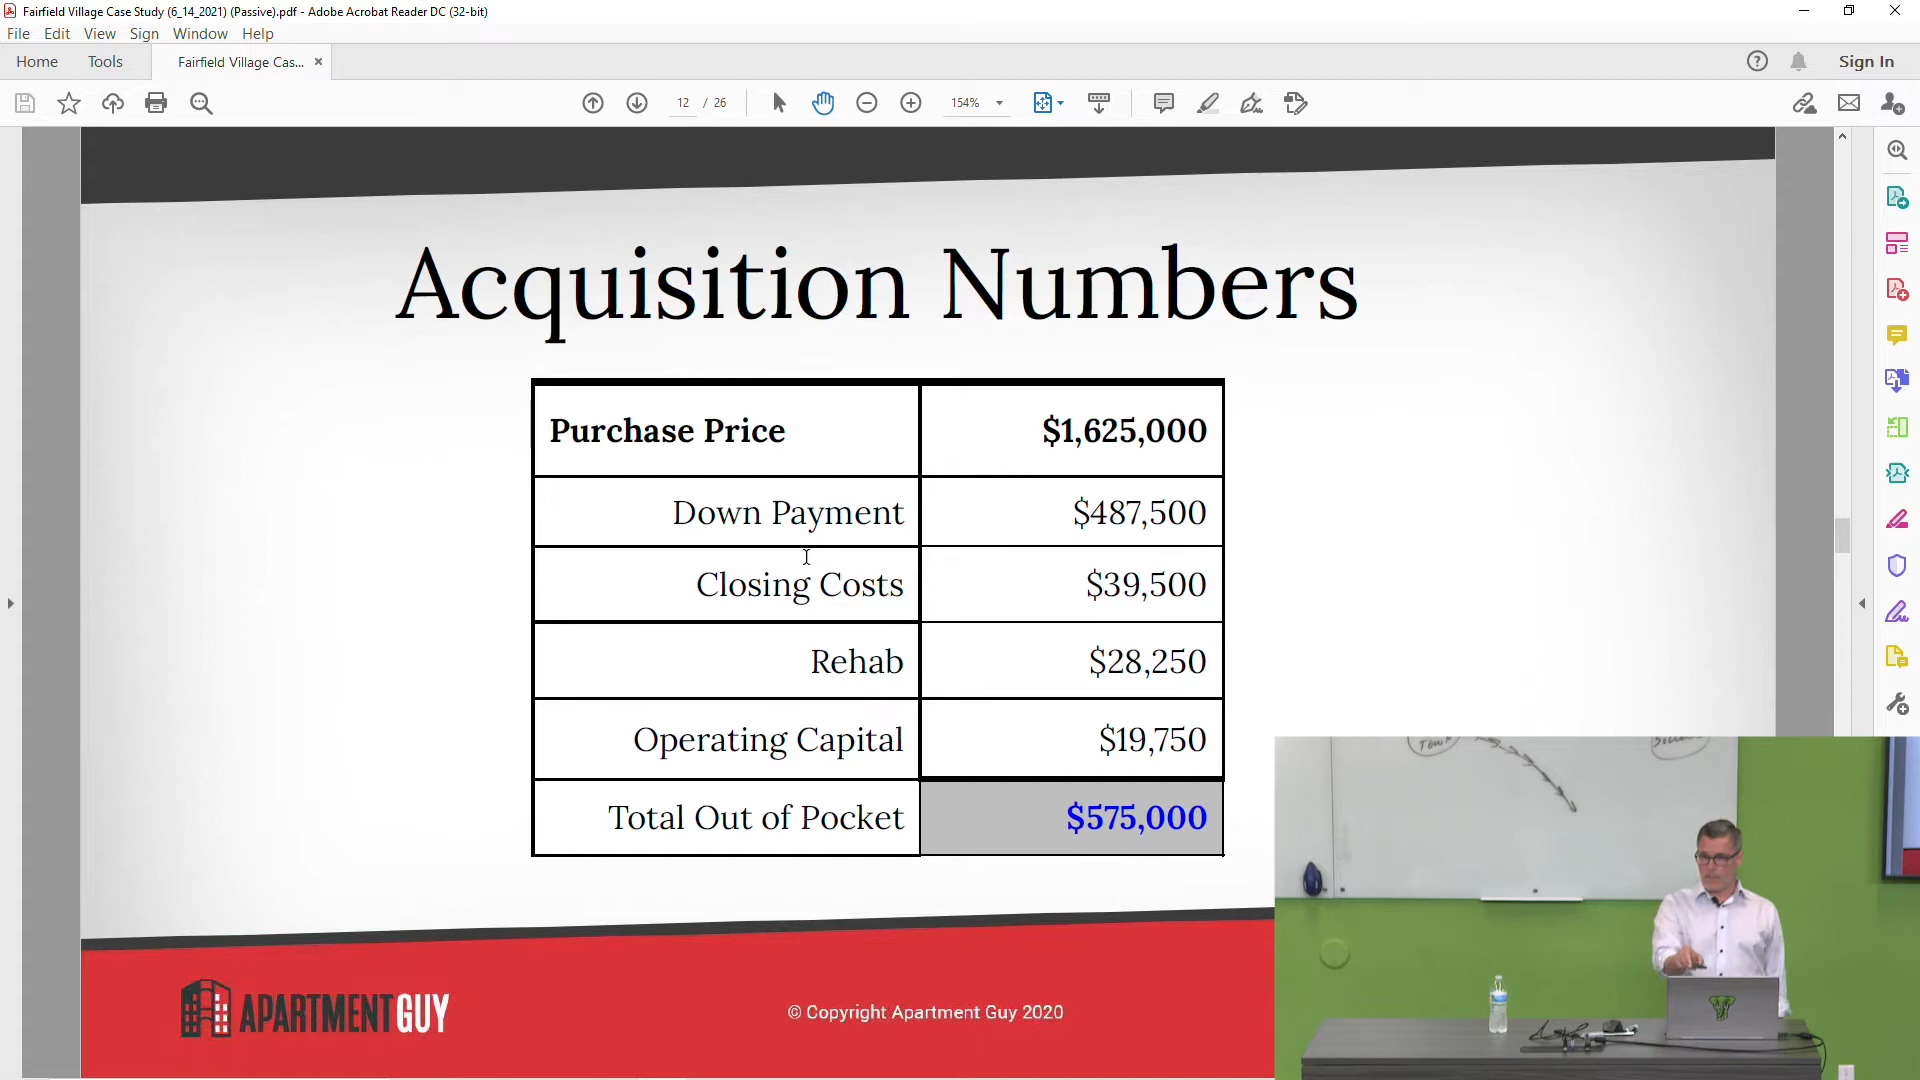 Fairfield Village Case Study (6_14_2021) (Passive).pdf - Adobe Acrobat Reader DC (32-bit)
File Edit View Sign Window Help
Home Tools Fairfield Village Cas... Sign In
12 / 26 154%
Acquisition Numbers
Purchase Price $1,625,000
Down Payment $487,500
Closing Costs $39,500
Rehab $28,250
Operating Capital $19,750
Total Out of Pocket $575,000
APARTMENTGUY
© Copyright Apartment Guy 2020